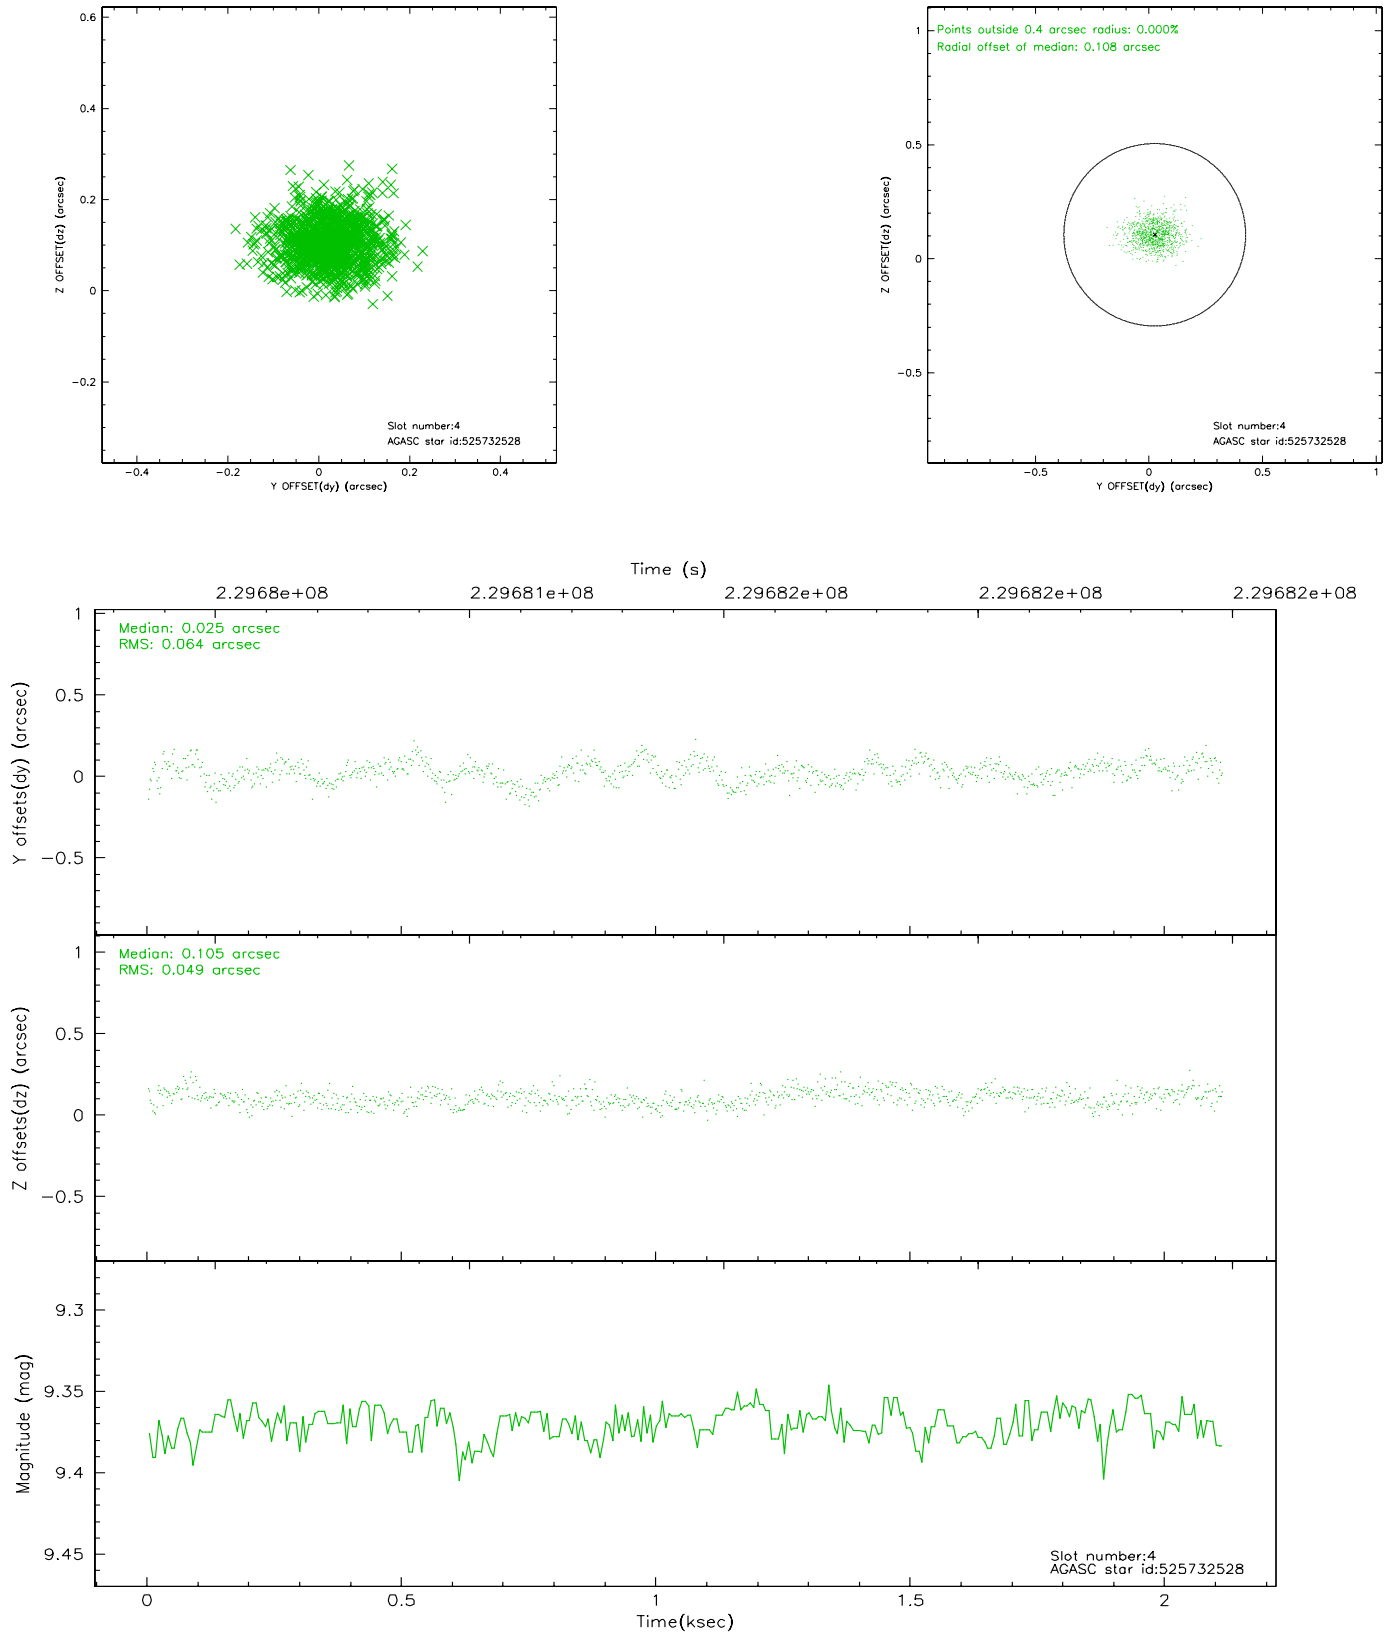 0.6
0.4
0.2
0
−0.2
Z OFFSET(dz) (arcsec)
Slot number:4
AGASC star id:525732528
−0.4 −0.2 0 0.2 0.4
Y OFFSET(dy) (arcsec)
Points outside 0.4 arcsec radius: 0.000%
Radial offset of median: 0.108 arcsec
1
0.5
0
−0.5
Z OFFSET(dz) (arcsec)
Slot number:4
AGASC star id:525732528
−0.5 0 0.5 1
Y OFFSET(dy) (arcsec)
Time (s)
2.2968e+08 2.29681e+08 2.29682e+08 2.29682e+08 2.29682e+08
Median: 0.025 arcsec
RMS: 0.064 arcsec
1
0.5
0
−0.5
Y offsets(dy) (arcsec)
Median: 0.105 arcsec
RMS: 0.049 arcsec
1
0.5
0
−0.5
Z offsets(dz) (arcsec)
9.3
9.35
9.4
9.45
Magnitude (mag)
Slot number:4
AGASC star id:525732528
0 0.5 1 1.5 2
Time(ksec)